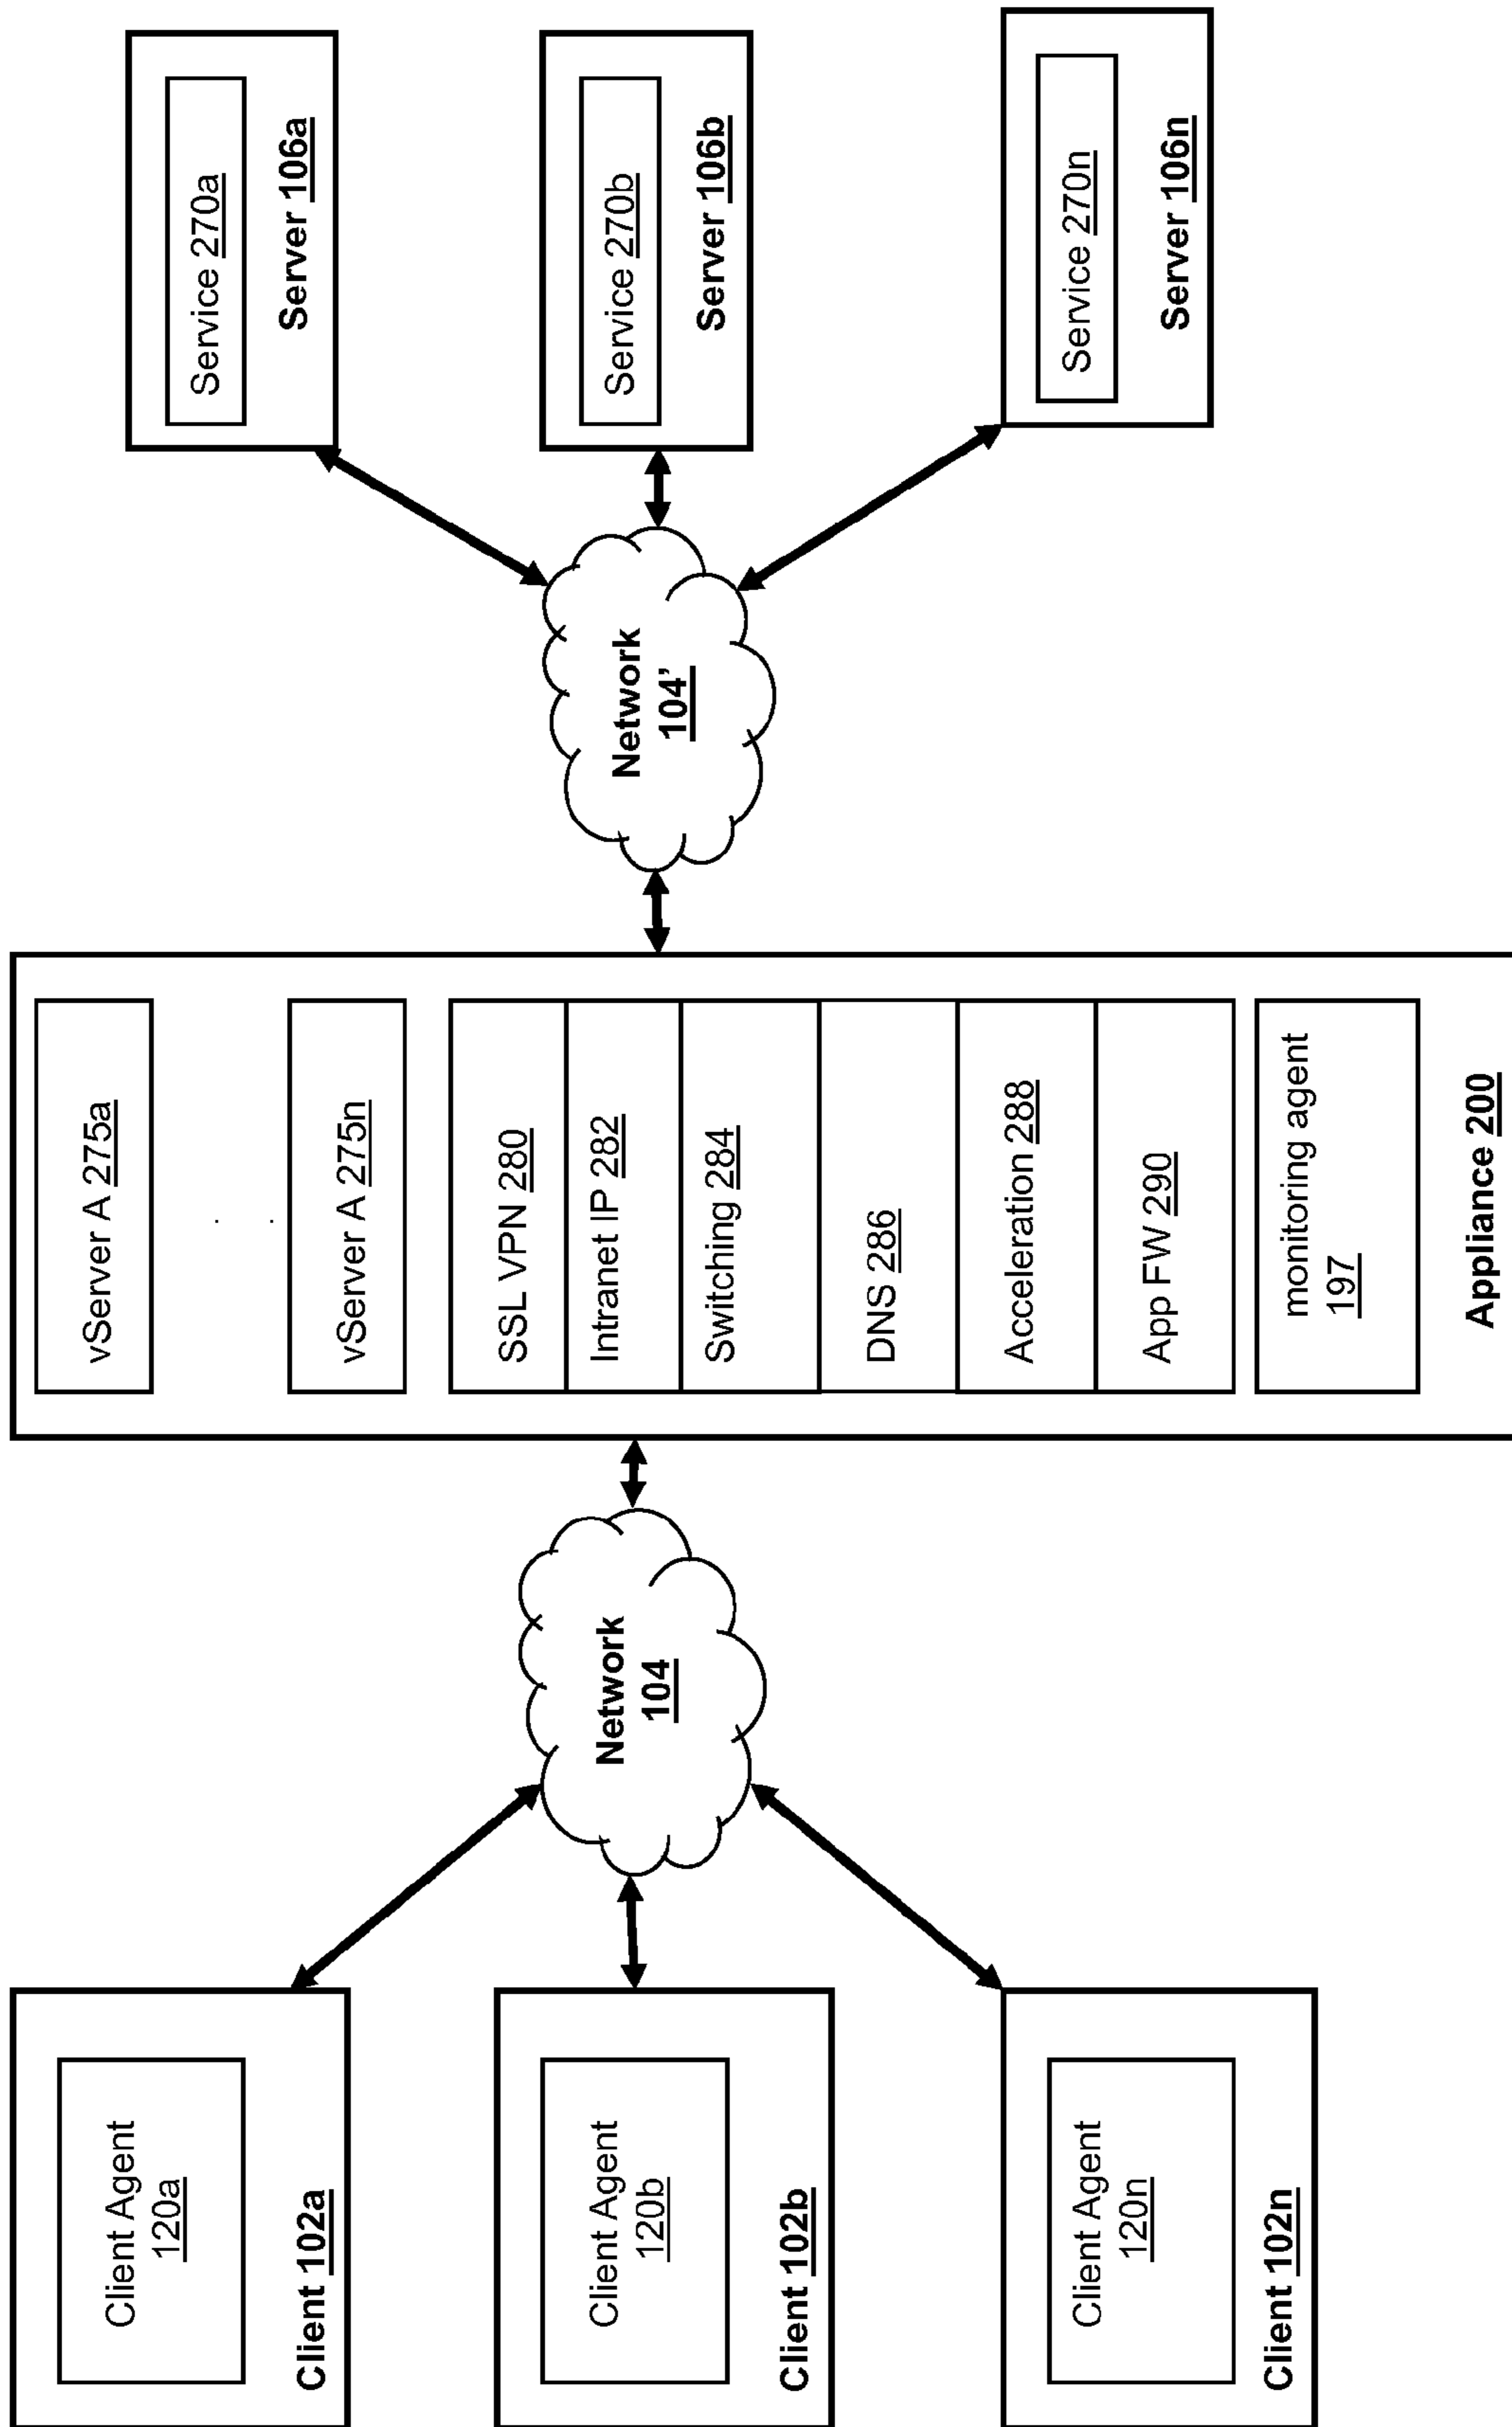 Client Agent
120a
Client 102a
Client Agent
120b
Client 102b
Client Agent
120n
Client 102n
Network
104
vServer A 275a
. .
vServer A 275n
SSL VPN 280
Intranet IP 282
Switching 284
DNS 286
Acceleration 288
App FW 290
monitoring agent
197
Appliance 200
Network
104’
Service 270a
Server 106a
Service 270b
Server 106b
Service 270n
Server 106n